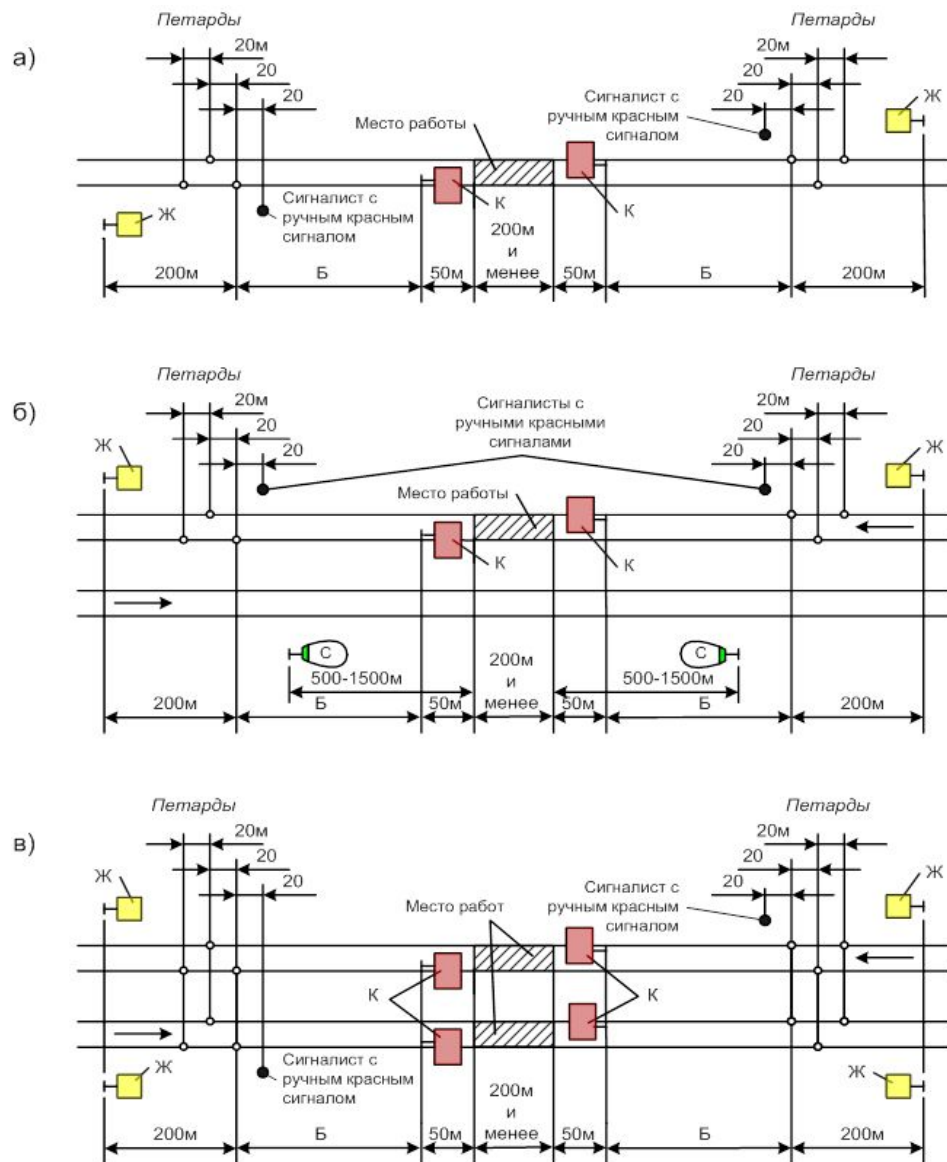 Петарды
Петарды
а)
20м
20м
20
20
20
20
Сигналист с
ручным красным
сигналом
Ж
Место работы
К
К
Ж
Сигналист с
ручным красным
сигналом
200м
и
менее
200м
Б
50м
50м
Б
200м
Петарды
Петарды
б)
20м
20м
Сигналисты с
ручными красными
сигналами
20
20
20
20
Ж
Ж
Место работы
К
К
С
С
500-1500м
200м
и
менее
500-1500м
200м
Б
50м
50м
Б
200м
Петарды
Петарды
в)
20м
20м
20
20
20
20
Ж
Сигналист с
ручным красным
сигналом
Ж
Место работ
К
К
Ж
Сигналист с
ручным красным
сигналом
Ж
200м
и
менее
200м
Б
50м
50м
Б
200м